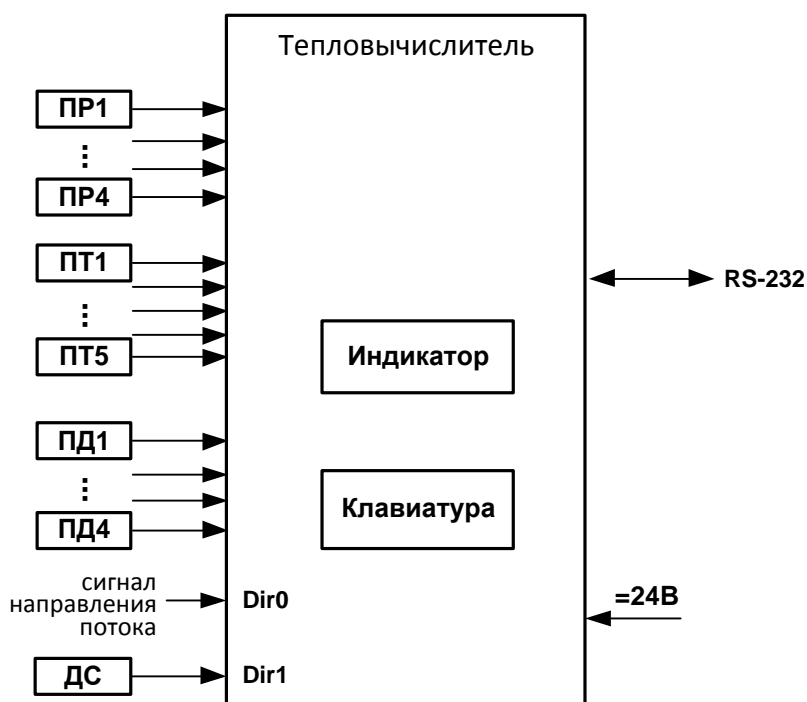 Тепловычислитель
ПР1
ПР4
ПТ1
ПТ5
ПД1
ПД4
сигнал
направления
потока
Dir0
ДС
Dir1
Индикатор
Клавиатура
RS-232
=24В